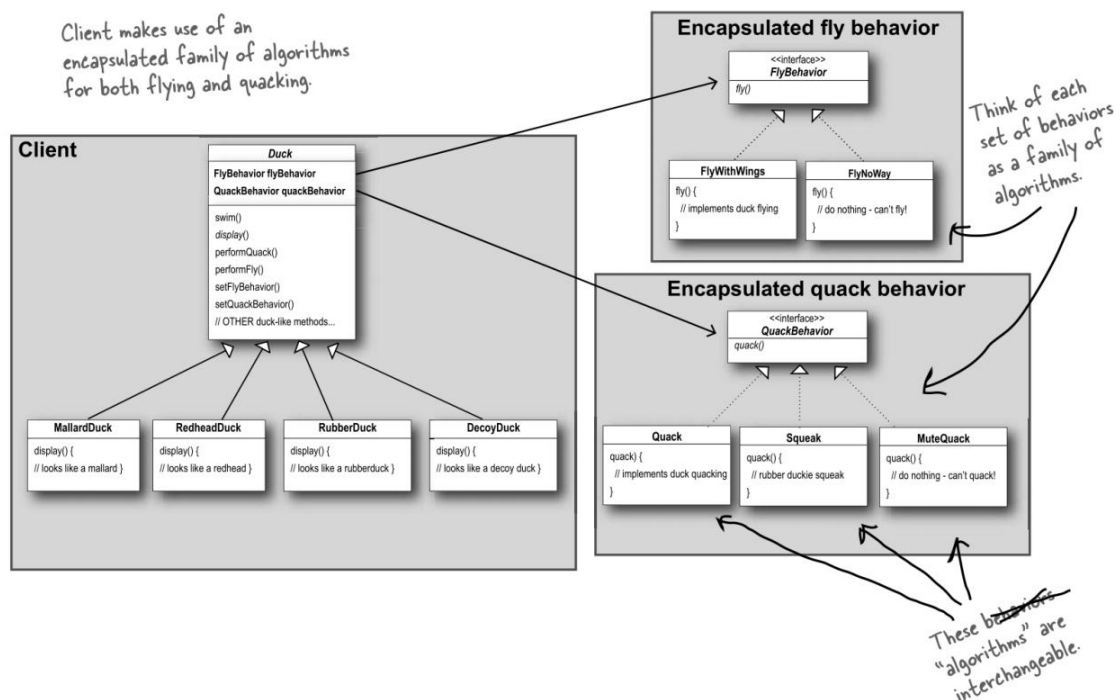 Client makes use of an
encapsulated family of algorithms
for both flying and quacking.
Client
Duck
FlyBehavior flyBehavior
QuackBehavior quackBehavior
swim()
display()
performQuack()
performFly()
setFlyBehavior()
setQuackBehavior()
// OTHER duck-like methods...
MallardDuck
display() {
// looks like a mallard }
RedheadDuck
display() {
// looks like a redhead }
RubberDuck
display() {
// looks like a rubberduck }
DecoyDuck
display() {
// looks like a decoy duck }
Encapsulated fly behavior
<<interface>>
FlyBehavior
fly()
FlyWithWings
fly() {
// implements duck flying
}
FlyNoWay
fly() {
// do nothing - can't fly!
}
Think of each
set of behaviors
as a family of
algorithms.
Encapsulated quack behavior
<<interface>>
QuackBehavior
quack()
Quack
quack) {
// implements duck quacking
}
Squeak
quack() {
// rubber duckie squeak
}
MuteQuack
quack() {
// do nothing - can't quack!
}
These behaviors
"algorithms" are
interchangeable.